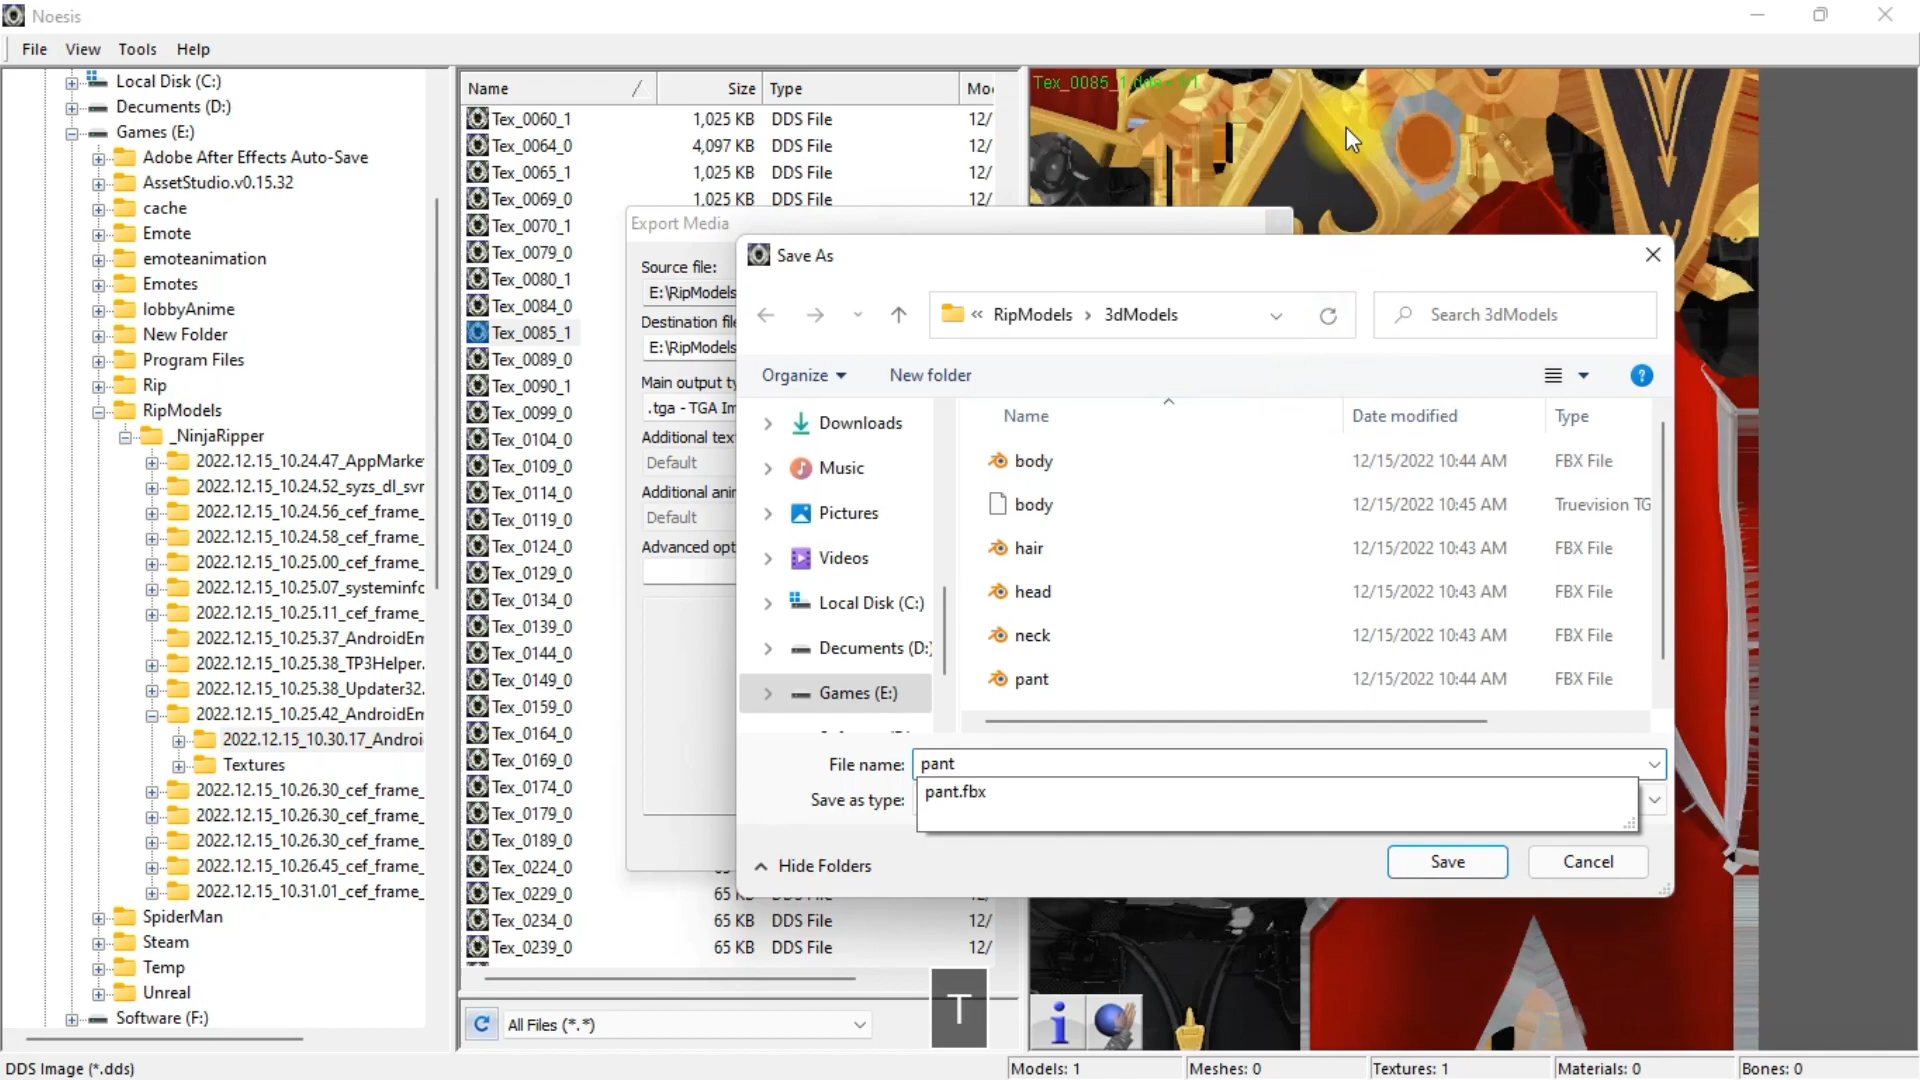 Noesis
File View Tools Help
Local Disk (C:)
Decuments (D:)
Games (E:)
Adobe After Effects Auto-Save
AssetStudio.v0.15.32
cache
Emote
emoteanimation
Emotes
lobbyAnime
New Folder
Program Files
Rip
RipModels
_NinjaRipper
2022.12.15_10.24.47_AppMarke
2022.12.15_10.24.52_syzs_dl_svr
2022.12.15_10.24.56_cef_frame_
2022.12.15_10.24.58_cef_frame_
2022.12.15_10.25.00_cef_frame_
2022.12.15_10.25.07_systeminfo
2022.12.15_10.25.11_cef_frame_
2022.12.15_10.25.37_AndroidEm
2022.12.15_10.25.38_TP3Helper.
2022.12.15_10.25.38_Updater32.
2022.12.15_10.25.42_AndroidEm
2022.12.15_10.30.17_Androi
Textures
2022.12.15_10.26.30_cef_frame_
2022.12.15_10.26.30_cef_frame_
2022.12.15_10.26.30_cef_frame_
2022.12.15_10.26.45_cef_frame_
2022.12.15_10.31.01_cef_frame_
SpiderMan
Steam
Temp
Unreal
Software (F:)
Name Size Type Mo
Tex_0060_1 1,025 KB DDS File 12/
Tex_0064_0 4,097 KB DDS File 12/
Tex_0065_1 1,025 KB DDS File 12/
Tex_0069_0 1,025 KB DDS File 12/
Tex_0070_1
Tex_0079_0
Tex_0080_1
Tex_0084_0
Tex_0085_1
Tex_0089_0
Tex_0090_1
Tex_0099_0
Tex_0104_0
Tex_0109_0
Tex_0114_0
Tex_0119_0
Tex_0124_0
Tex_0129_0
Tex_0134_0
Tex_0139_0
Tex_0144_0
Tex_0149_0
Tex_0159_0
Tex_0164_0
Tex_0169_0
Tex_0174_0
Tex_0179_0
Tex_0189_0
Tex_0224_0
Tex_0229_0 65 K
Tex_0234_0 65 KB DDS File 12/
Tex_0239_0 65 KB DDS File 12/
All Files (*.*)
T
Tex_0085_1.dds - 1/1
Export Media
Source file:
E:\RipModels
Destination file
E:\RipModels
Main output ty
.tga - TGA Im
Additional tex
Default
Additional anim
Default
Advanced opt
Save As
« RipModels › 3dModels
Search 3dModels
Organize New folder
Downloads
Music
Pictures
Videos
Local Disk (C:)
Decuments (D:)
Games (E:)
Name Date modified Type
body 12/15/2022 10:44 AM FBX File
body 12/15/2022 10:45 AM Truevision TG
hair 12/15/2022 10:43 AM FBX File
head 12/15/2022 10:43 AM FBX File
neck 12/15/2022 10:43 AM FBX File
pant 12/15/2022 10:44 AM FBX File
File name: pant
pant.fbx
Save as type:
Hide Folders
Save Cancel
DDS Image (*.dds)
Models: 1 Meshes: 0 Textures: 1 Materials: 0 Bones: 0